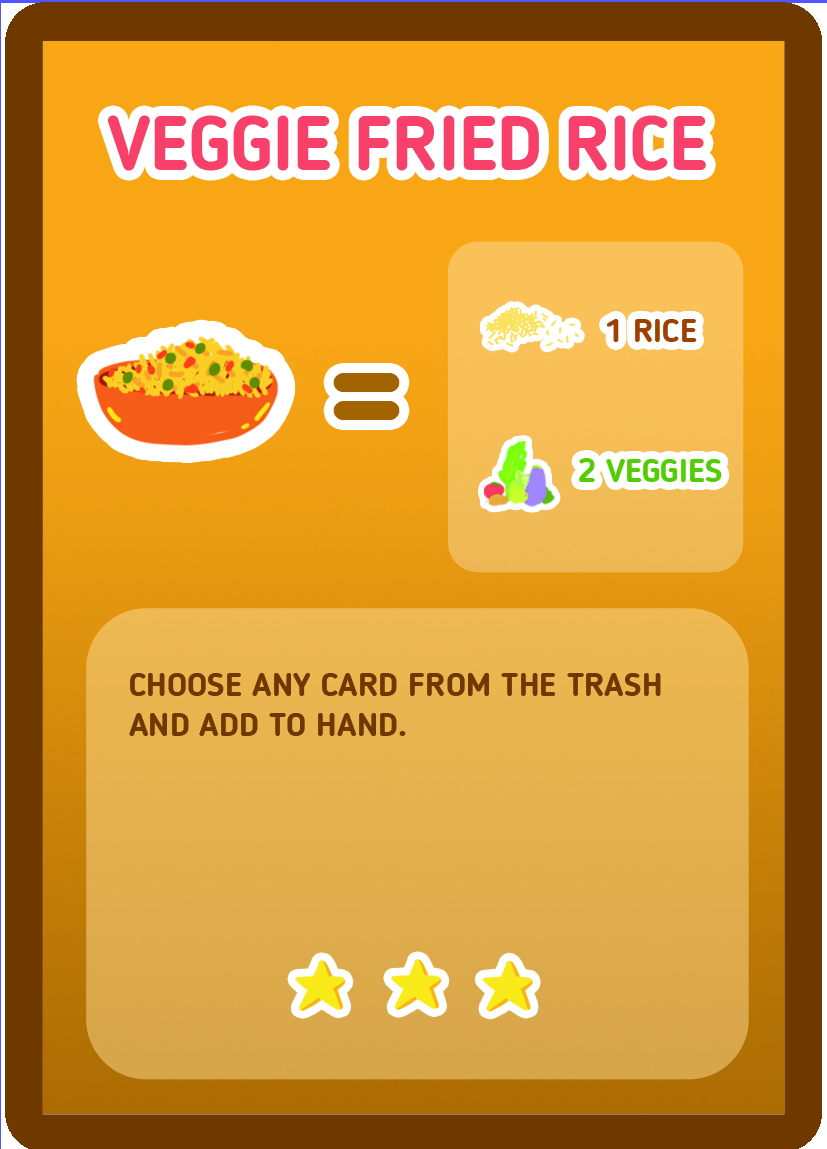 VEGGIE FRIED RICE
1 RICE
2 VEGGIES
CHOOSE ANY CARD FROM THE TRASH
AND ADD TO HAND.